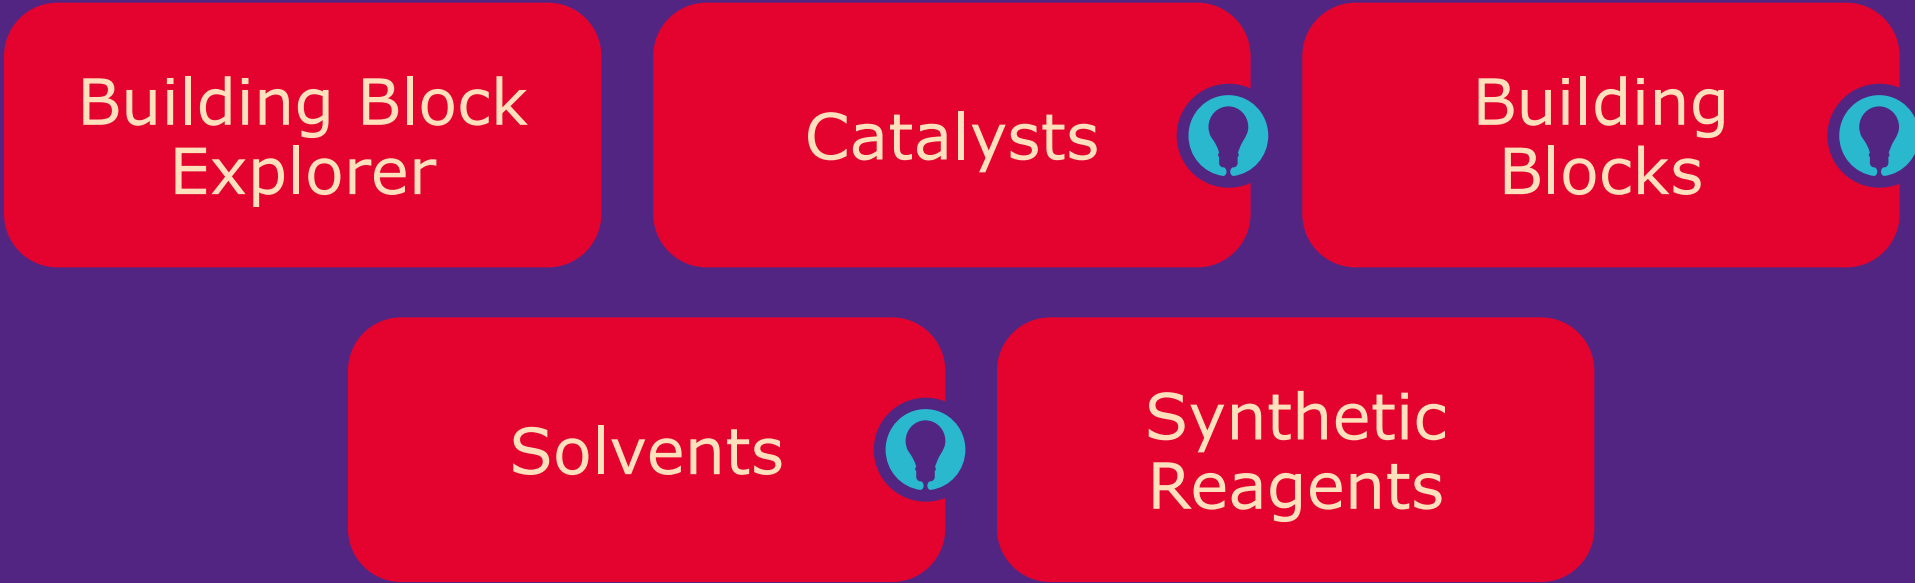 Building Block
Explorer
Catalysts
Building
Blocks
Solvents
Synthetic
Reagents